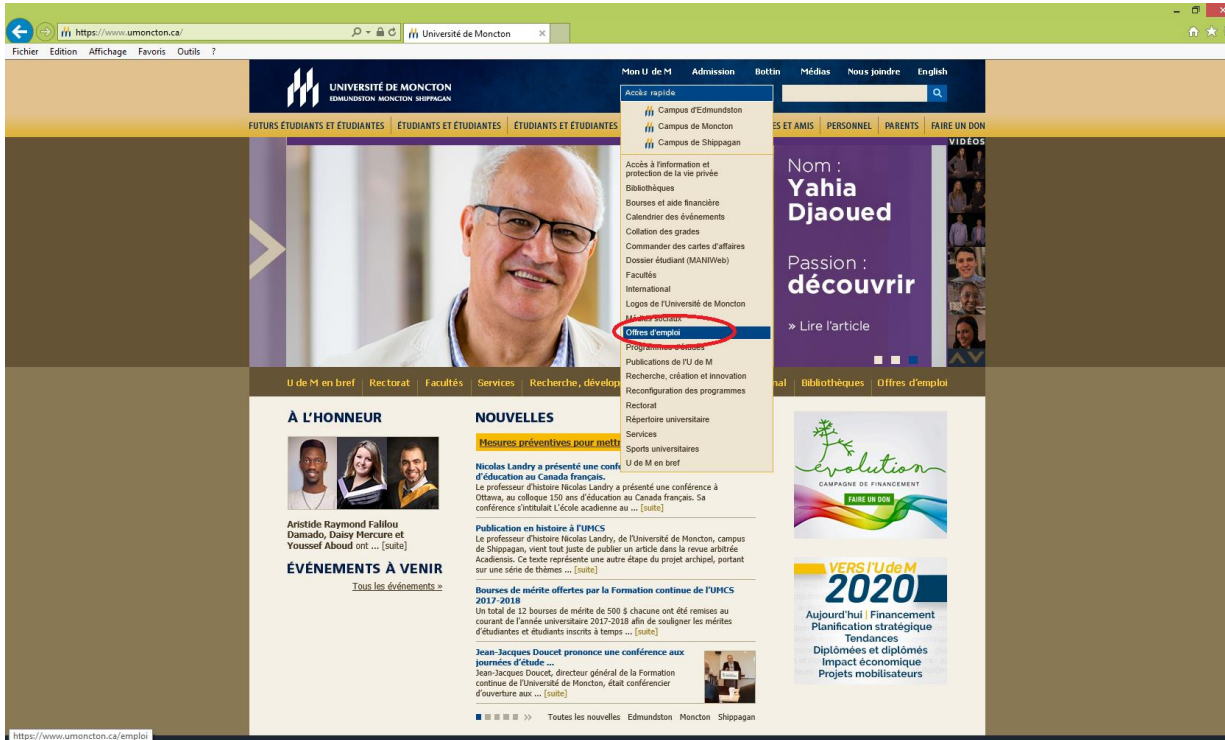 https://www.umoncton.ca/
Université de Moncton
Fichier Edition Affichage Favoris Outils ?
UNIVERSITÉ DE MONCTON
EDMUNDSTON MONCTON SHIPPAGAN
Mon U de M Admission Bottin Médias Nous joindre English
Accès rapide
Campus d'Edmundston
Campus de Moncton
Campus de Shippagan
FUTURS ÉTUDIANTS ET ÉTUDIANTES ÉTUDIANTS ET ÉTUDIANTES ÉTUDIANTS ET ÉTUDIANTES ES ET AMIS PERSONNEL PARENTS FAIRE UN DON
Accès à l'information et
protection de la vie privée
Bibliothèques
Bourses et aide financière
Calendrier des événements
Collation des grades
Commander des cartes d'affaires
Dossier étudiant (MANIWeb)
Facultés
International
Logos de l'Université de Moncton
Médias sociaux
Offres d'emploi
Programmes d'études
Publications de l'U de M
Recherche, création et innovation
Reconfiguration des programmes
Rectorat
Répertoire universitaire
Services
Sports universitaires
U de M en bref
VIDÉOS
Nom :
Yahia
Djaoued
Passion :
découvrir
» Lire l'article
U de M en bref Rectorat Facultés Services Recherche, dévelop nal Bibliothèques Offres d'emploi
À L'HONNEUR
Aristide Raymond Falilou
Damado, Daisy Mercure et
Youssef Aboud ont ... [suite]
ÉVÉNEMENTS À VENIR
Tous les événements »
NOUVELLES
Mesures préventives pour mett
Nicolas Landry a présenté une conf
d'éducation au Canada français.
Le professeur d'histoire Nicolas Landry a présenté une conférence à
Ottawa, au colloque 150 ans d'éducation au Canada français. Sa
conférence s'intitulait L'école acadienne au ... [suite]
Publication en histoire à l'UMCS
Le professeur d'histoire Nicolas Landry, de l'Université de Moncton, campus
de Shippagan, vient tout juste de publier un article dans la revue arbitrée
Acadiensis. Ce texte représente une autre étape du projet archipel, portant
sur une série de thèmes ... [suite]
Bourses de mérite offertes par la Formation continue de l'UMCS
2017-2018
Un total de 12 bourses de mérite de 500 $ chacune ont été remises au
courant de l'année universitaire 2017-2018 afin de souligner les mérites
d'étudiantes et étudiants inscrits à temps ... [suite]
Jean-Jacques Doucet prononce une conférence aux
journées d'étude ...
Jean-Jacques Doucet, directeur général de la Formation
continue de l'Université de Moncton, était conférencier
d'ouverture aux ... [suite]
Toutes les nouvelles Edmundston Moncton Shippagan
évolution
CAMPAGNE DE FINANCEMENT
FAIRE UN DON
VERS l'U de M
2020
Aujourd'hui | Financement
Planification stratégique
Tendances
Diplômées et diplômés
Impact économique
Projets mobilisateurs
https://www.umoncton.ca/emploi